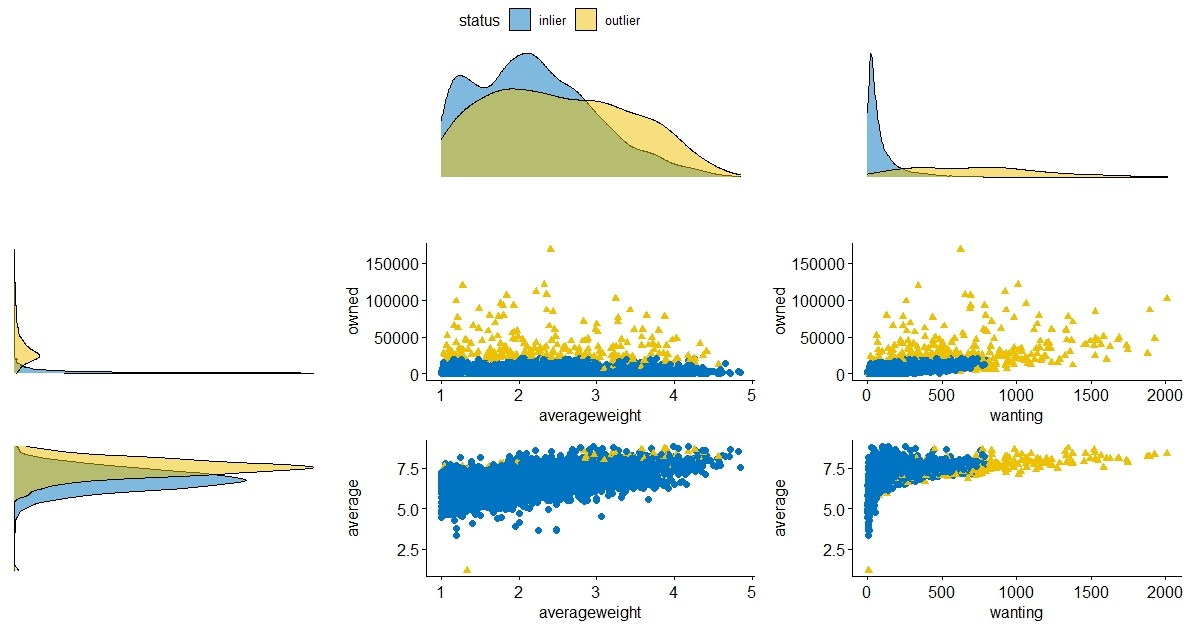 status inlier outlier
150000
100000
50000
0
owned
1 2 3 4 5
averageweight
150000
100000
50000
0
owned
0 500 1000 1500 2000
wanting
7.5
5.0
2.5
average
1 2 3 4 5
averageweight
7.5
5.0
2.5
average
0 500 1000 1500 2000
wanting